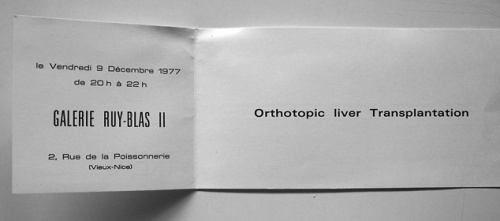 le Vendredi 9 Décembre 1977
de 20 h à 22 h
GALERIE RUY-BLAS II
2, Rue de la Poissonnerie
(Vieux-Nice)
Orthotopic liver Transplantation